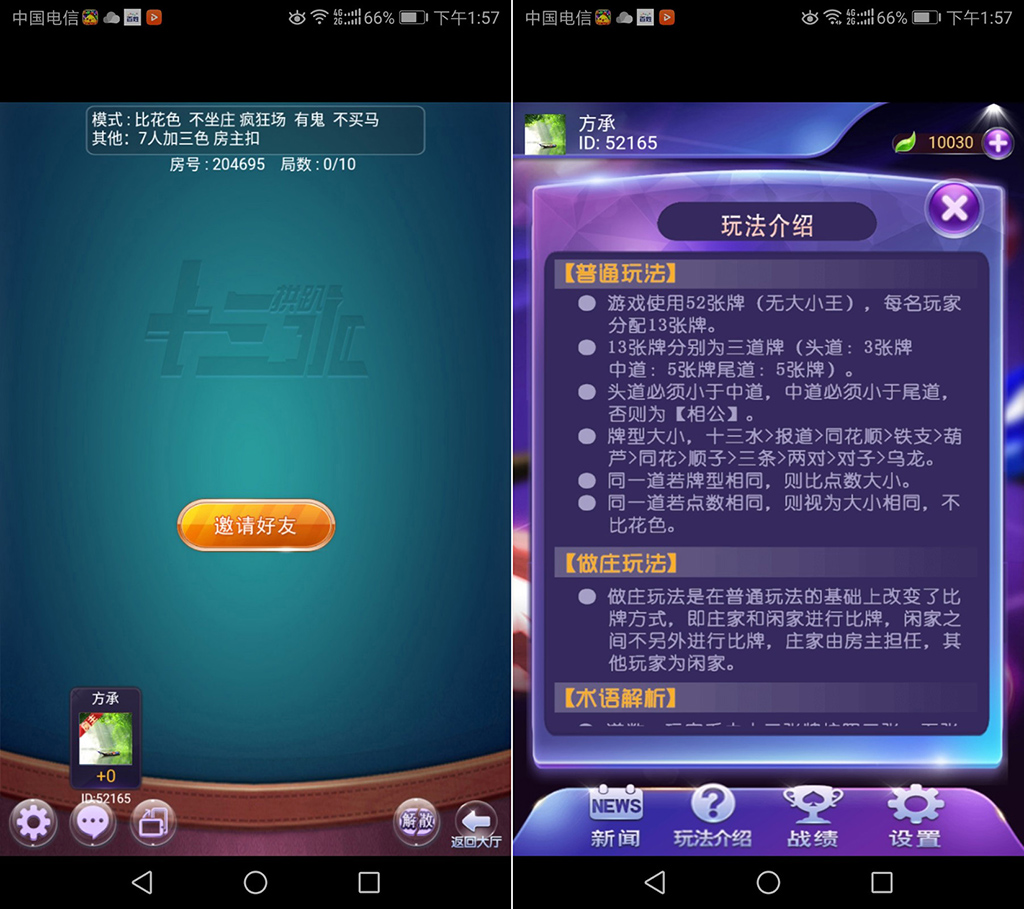 中国电信
4G
2G
66%
下午1:57
模式 : 比花色 不坐庄 疯狂场 有鬼 不买马
其他: 7人加三色 房主扣
房号 : 204695 局数 : 0/10
拱趴
十三水
邀请好友
方承
房主
+0
ID:52165
解散
返回大厅
中国电信
4G
2G
66%
下午1:57
方承
ID: 52165
10030
玩法介绍
【普通玩法】
游戏使用52张牌（无大小王），每名玩家
分配13张牌。
13张牌分别为三道牌（头道：3张牌
中道：5张牌尾道：5张牌）。
头道必须小于中道，中道必须小于尾道，
否则为【相公】。
牌型大小，十三水>报道>同花顺>铁支>葫
芦>同花>顺子>三条>两对>对子>乌龙。
同一道若牌型相同，则比点数大小。
同一道若点数相同，则视为大小相同，不
比花色。
【做庄玩法】
做庄玩法是在普通玩法的基础上改变了比
牌方式，即庄家和闲家进行比牌，闲家之
间不另外进行比牌，庄家由房主担任，其
他玩家为闲家。
【术语解析】
NEWS
新闻
玩法介绍
战绩
设置